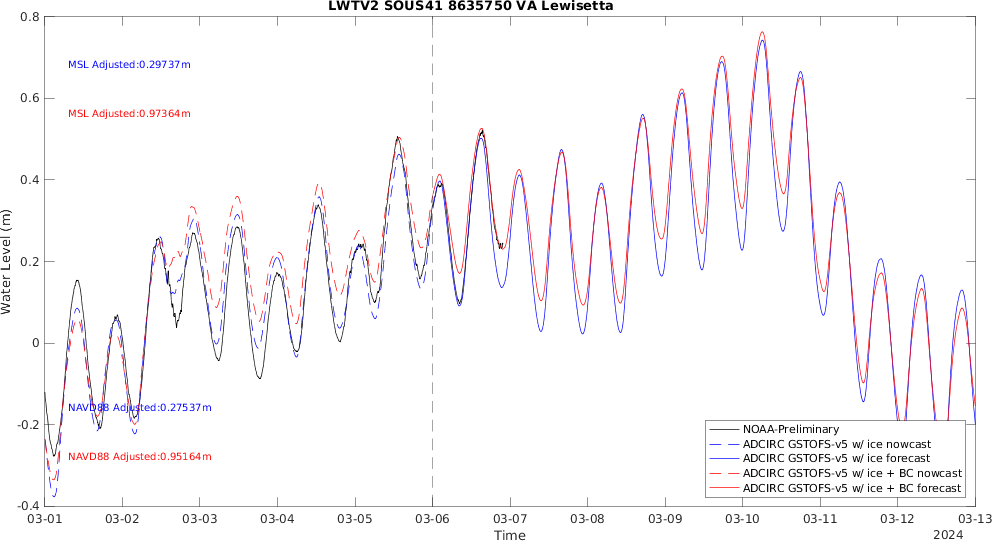 LWTV2 SOUS41 8635750 VA Lewisetta
0.8
0.6
0.4
0.2
0
-0.2
-0.4
Water Level (m)
MSL Adjusted:0.29737m
MSL Adjusted:0.97364m
NAVD88 Adjusted:0.27537m
NAVD88 Adjusted:0.95164m
NOAA-Preliminary
ADCIRC GSTOFS-v5 w/ ice nowcast
ADCIRC GSTOFS-v5 w/ ice forecast
ADCIRC GSTOFS-v5 w/ ice + BC nowcast
ADCIRC GSTOFS-v5 w/ ice + BC forecast
03-01 03-02 03-03 03-04 03-05 03-06 03-07 03-08 03-09 03-10 03-11 03-12 03-13
Time
2024